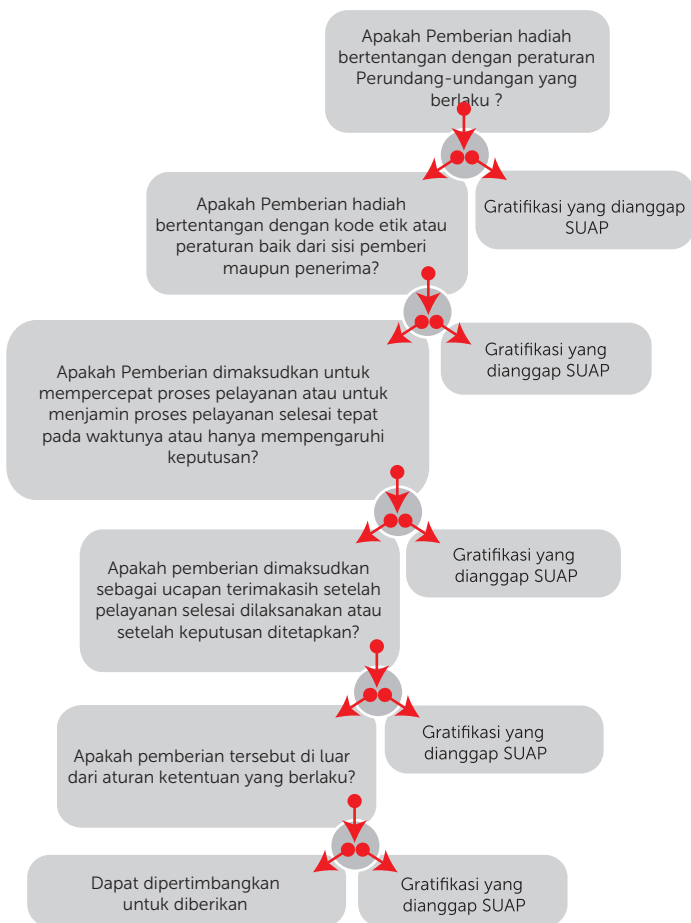 Apakah Pemberian hadiah
bertentangan dengan peraturan
Perundang-undangan yang
berlaku ?
Apakah Pemberian hadiah
bertentangan dengan kode etik atau
peraturan baik dari sisi pemberi
maupun penerima?
Gratifikasi yang dianggap
SUAP
Apakah Pemberian dimaksudkan untuk
mempercepat proses pelayanan atau untuk
menjamin proses pelayanan selesai tepat
pada waktunya atau hanya mempengaruhi
keputusan?
Gratifikasi yang
dianggap SUAP
Apakah pemberian dimaksudkan
sebagai ucapan terimakasih setelah
pelayanan selesai dilaksanakan atau
setelah keputusan ditetapkan?
Gratifikasi yang
dianggap SUAP
Apakah pemberian tersebut di luar
dari aturan ketentuan yang berlaku?
Gratifikasi yang
dianggap SUAP
Dapat dipertimbangkan
untuk diberikan
Gratifikasi yang
dianggap SUAP